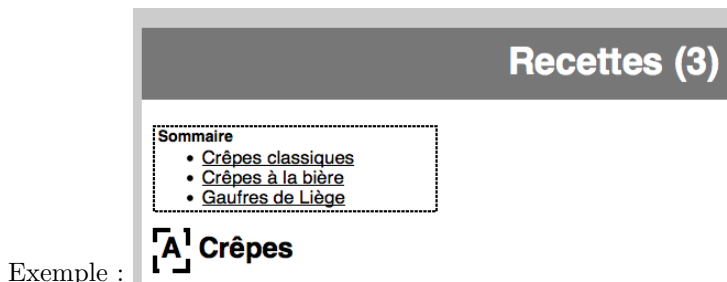 Recettes (3)
Sommaire
• Crêpes classiques
• Crêpes à la bière
• Gaufres de Liège
A Crêpes
Exemple :